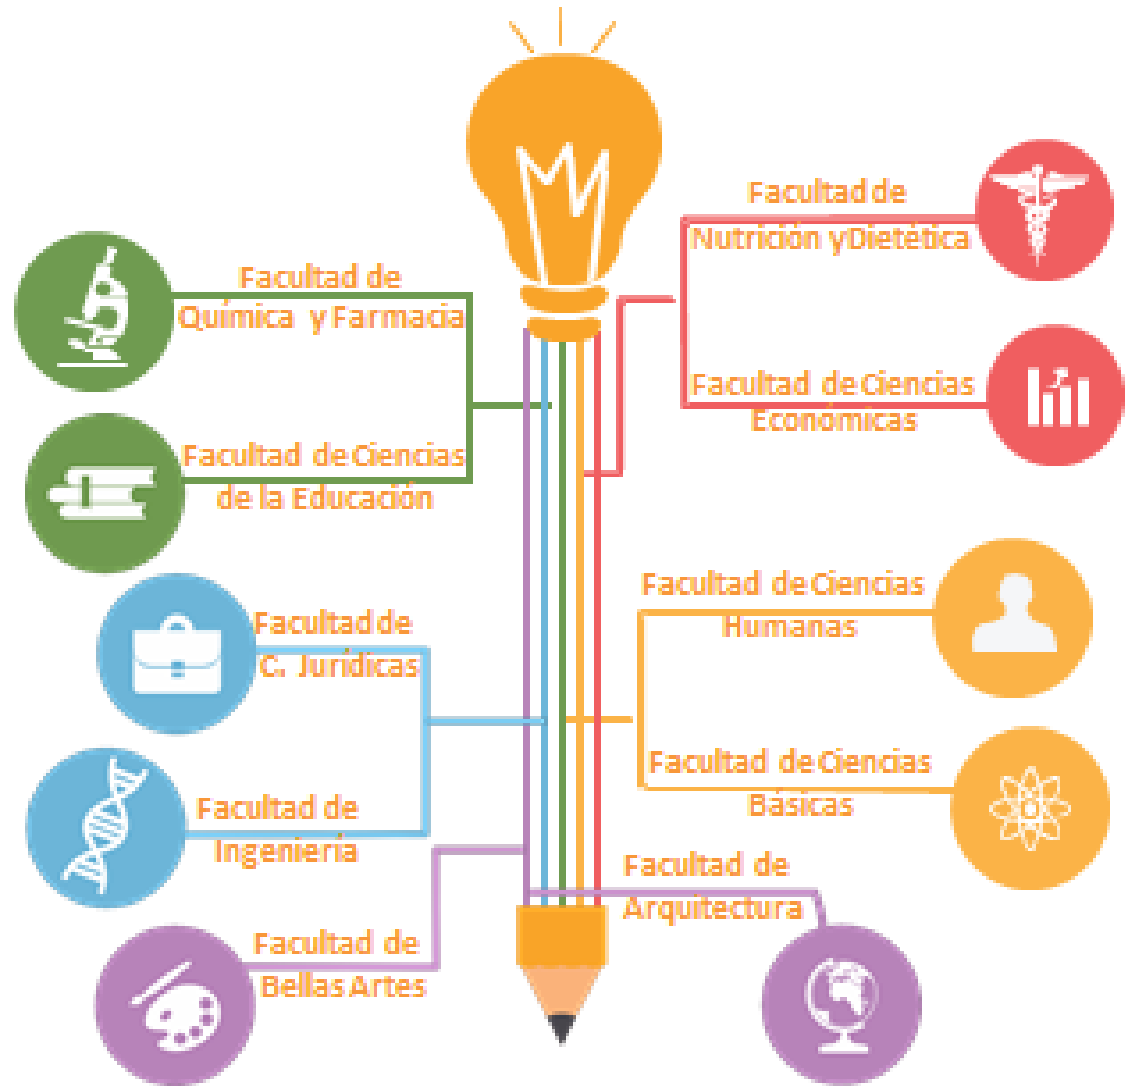 Facultad de
Nutrición y Dietética
Facultad de
Química y Farmacia
Facultad de Ciencias
Económicas
Facultad de Ciencias
de la Educación
Facultad de Ciencias
Humanas
Facultad de
C. Jurídicas
Facultad de Ciencias
Básicas
Facultad de
Ingeniería
Facultad de
Arquitectura
Facultad de
Bellas Artes